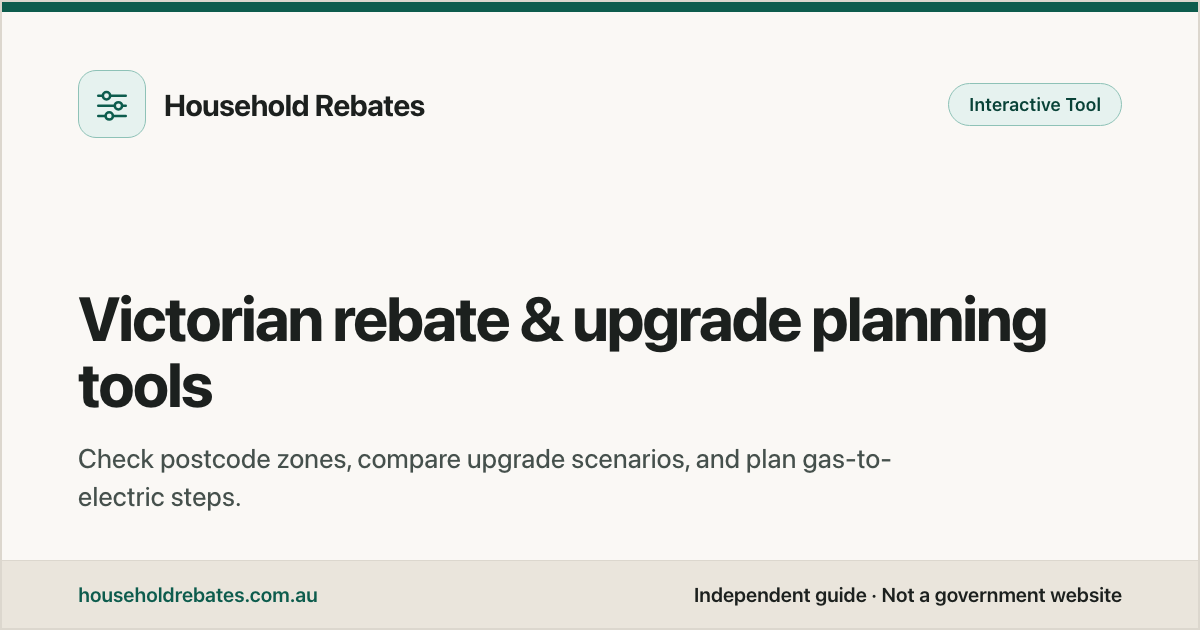 Household Rebates
Interactive Tool
Victorian rebate & upgrade planning
tools
Check postcode zones, compare upgrade scenarios, and plan gas-to-
electric steps.
householdrebates.com.au
Independent guide · Not a government website